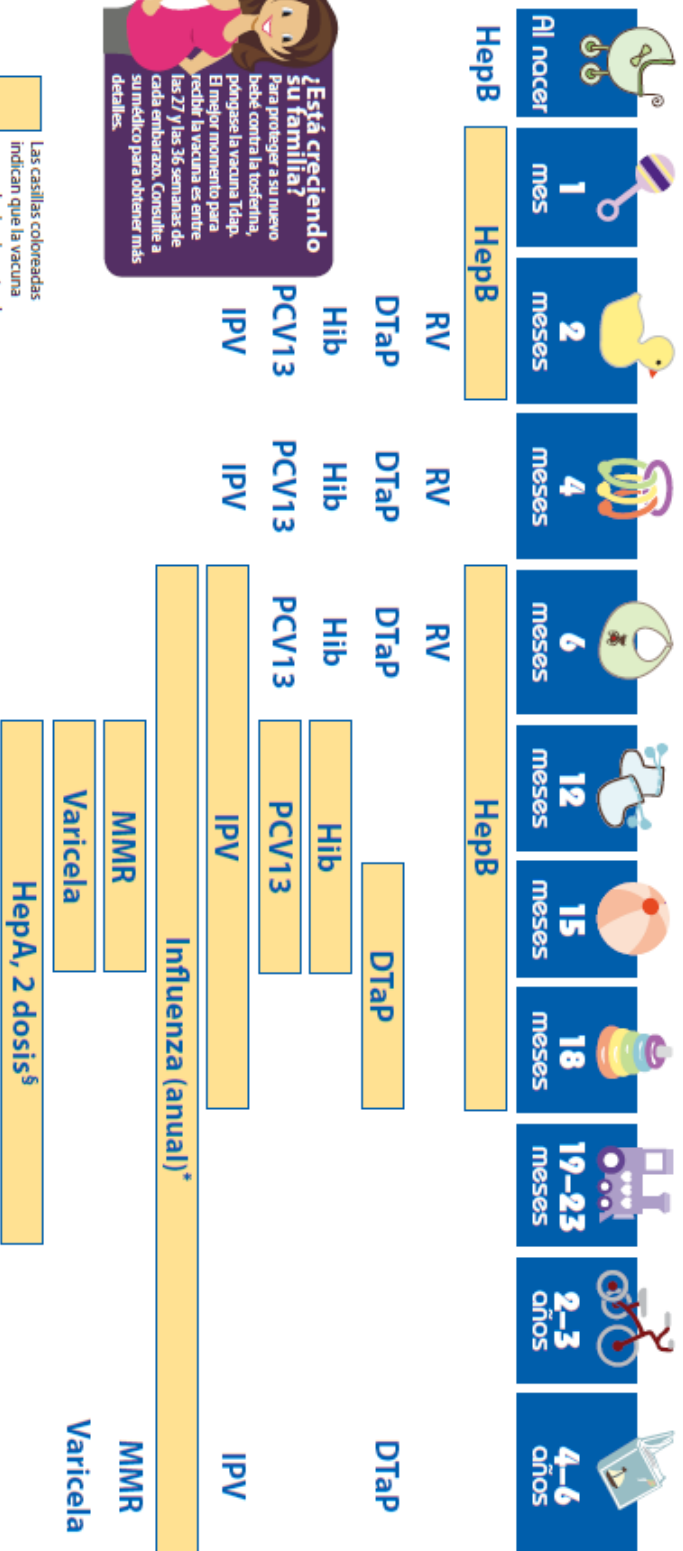 Al nacer
1
mes
2
meses
4
meses
6
meses
12
meses
15
meses
18
meses
19–23
meses
2–3
años
4–6
años
HepB
HepB
HepB
RV
RV
RV
DTaP
DTaP
DTaP
DTaP
DTaP
Hib
Hib
Hib
Hib
PCV13
PCV13
PCV13
PCV13
IPV
IPV
IPV
IPV
Influenza (anual)*
MMR
MMR
Varicela
Varicela
HepA, 2 dosis§
¿Está creciendo
su familia?
Para proteger a su nuevo
bebé contra la tosferina,
póngase la vacuna Tdap.
El mejor momento para
recibir la vacuna es entre
las 27 y las 36 semanas de
cada embarazo. Consulte a
su médico para obtener más
detalles.
Las casillas coloreadas
indican que la vacuna